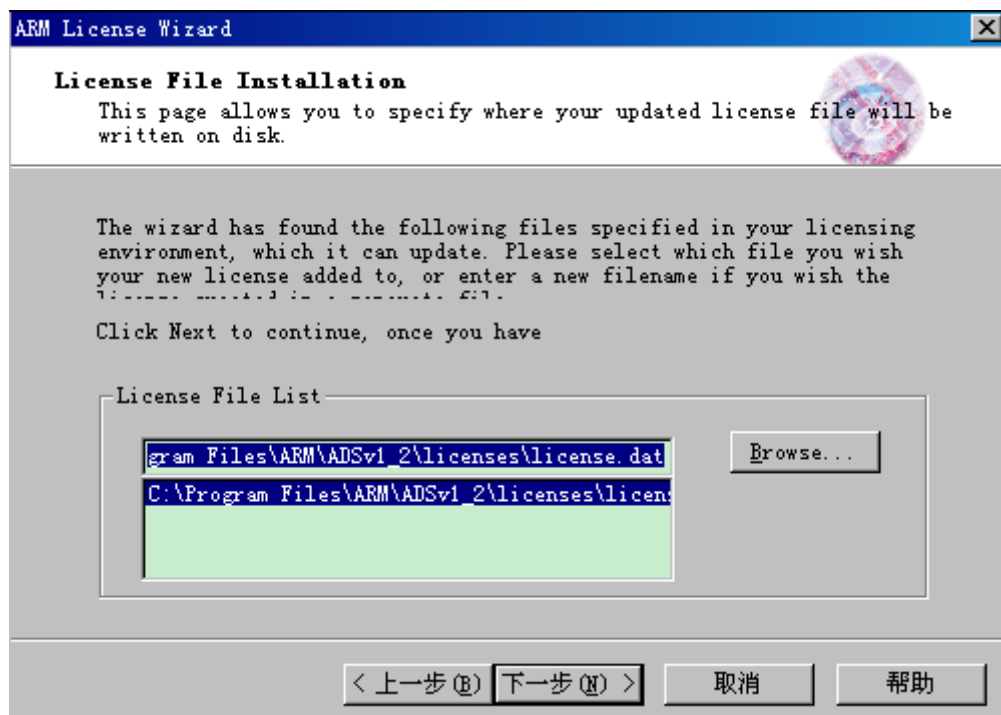 ARM License Wizard
License File Installation
This page allows you to specify where your updated license file will be
written on disk.
The wizard has found the following files specified in your licensing
environment, which it can update. Please select which file you wish
your new license added to, or enter a new filename if you wish the
Click Next to continue, once you have
License File List
gram Files\ARM\ADSv1_2\licenses\license.dat
Browse...
C:\Program Files\ARM\ADSv1_2\licenses\licens
< 上一步(B) 下一步(N) > 取消 帮助